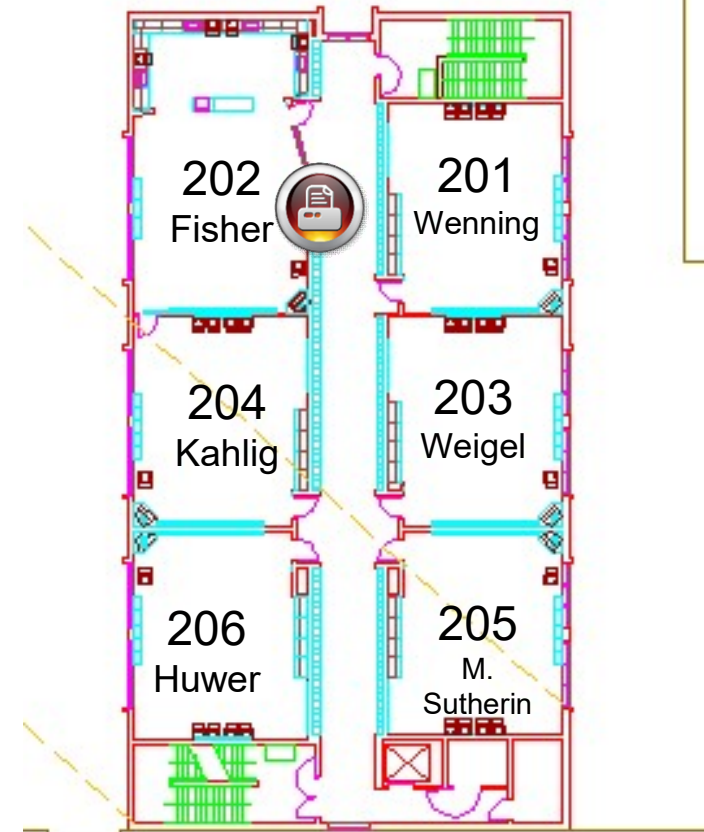 202
Fisher
201
Wenning
204
Kahlig
203
Weigel
206
Huwer
205
M.
Sutherin